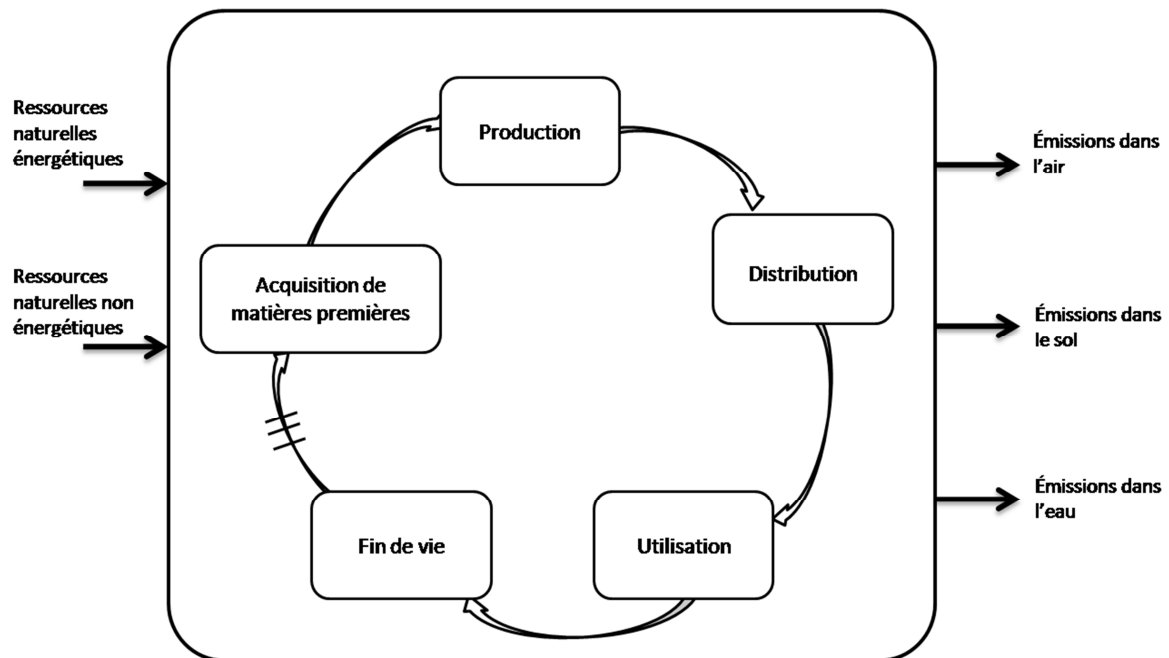 Ressources
naturelles
énergétiques
Ressources
naturelles non
énergétiques
Production
Acquisition de
matières premières
Distribution
Fin de vie
Utilisation
Émissions dans
l'air
Émissions dans
le sol
Émissions dans
l'eau